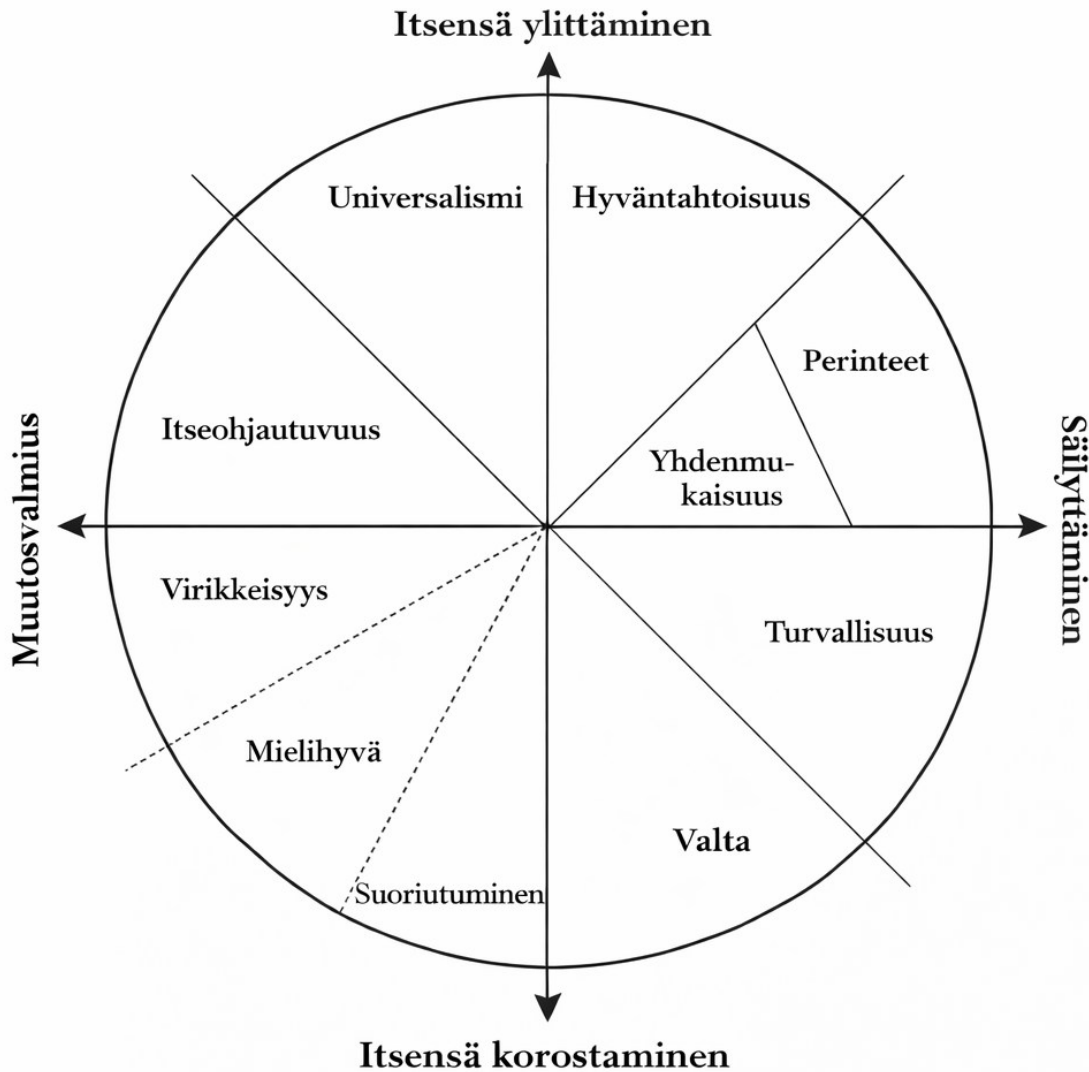 Itsensä ylittäminen
Universalismi
Hyväntahtoisuus
Perinteet
Itseohjautuvuus
Yhdenmu-
kaisuus
Muutosvalmius
Säilyttäminen
Virikkeisyys
Turvallisuus
Mielihyvä
Valta
Suoriutuminen
Itsensä korostaminen